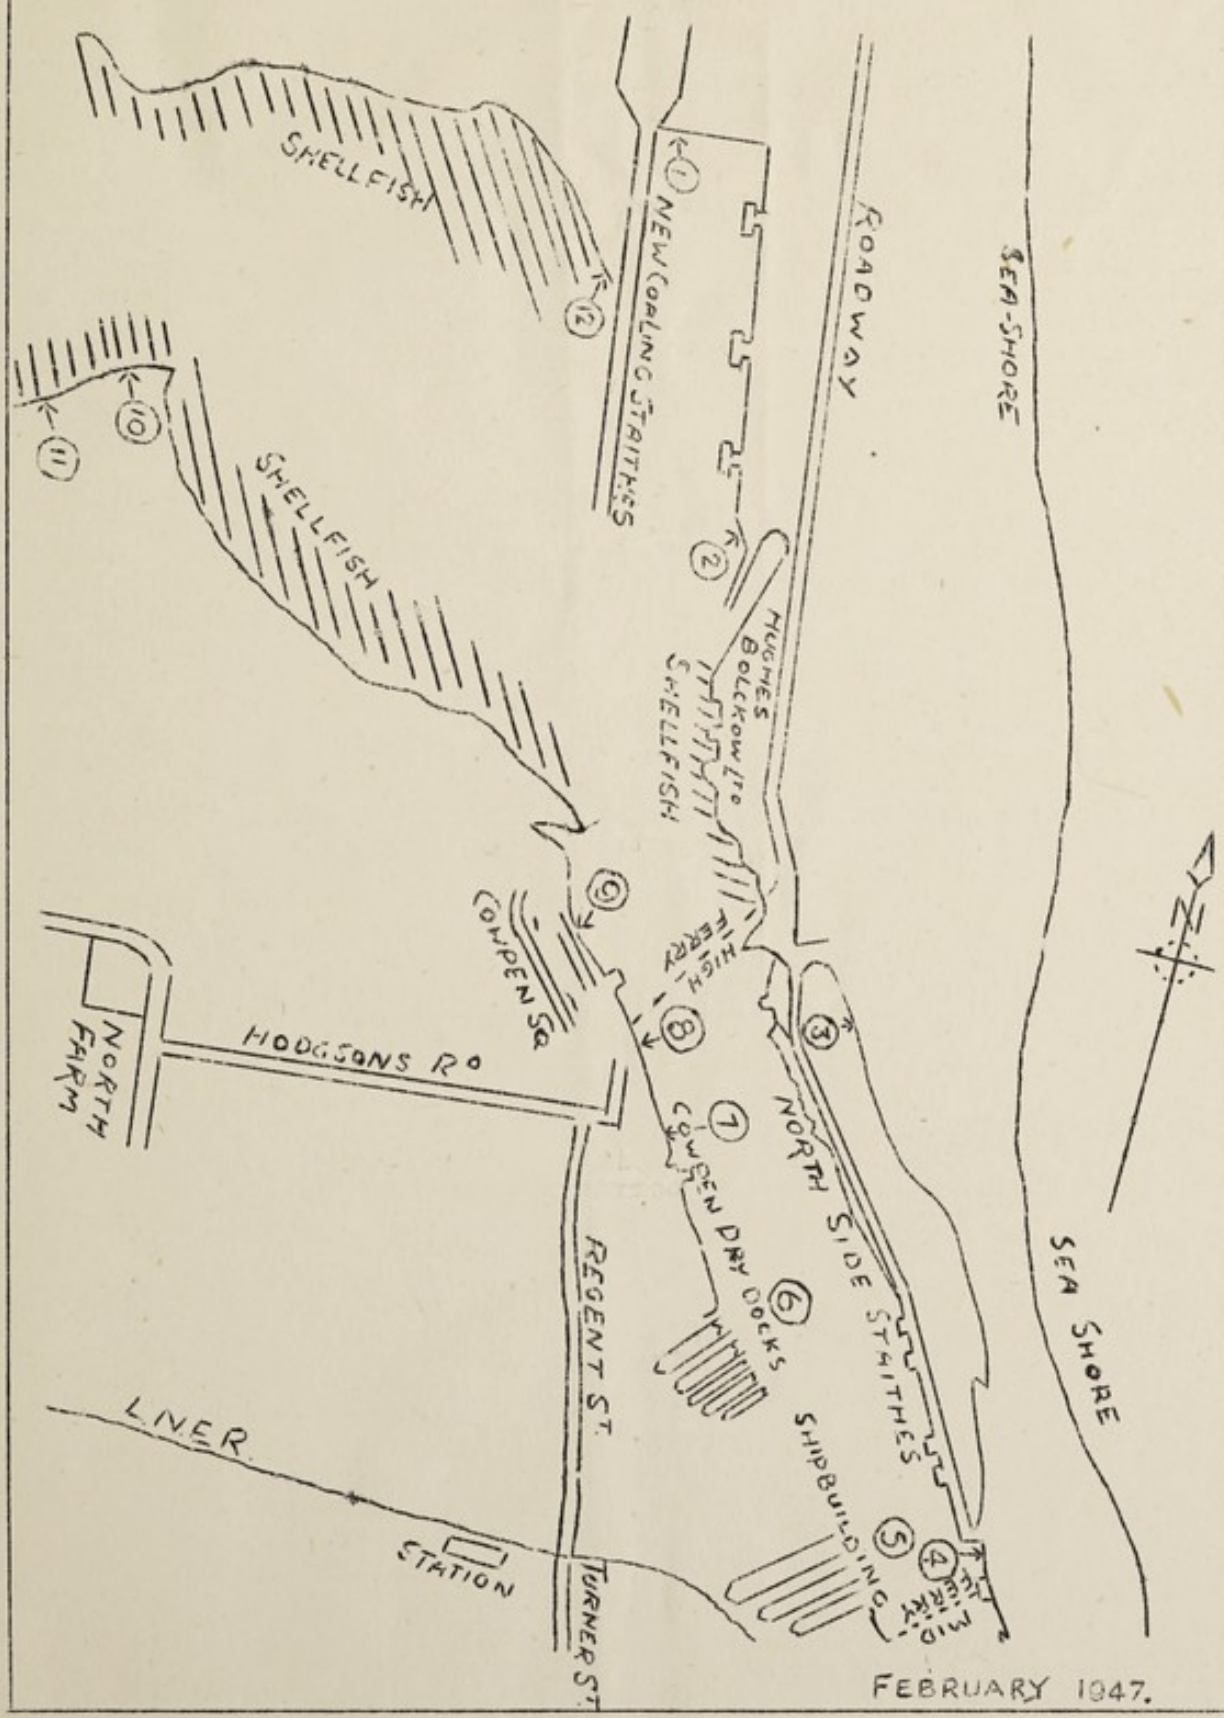 SHELLFISH
①
NEW COALING STAITHES
ROADWAY
SEA-SHORE
⑫
⑩
⑪
SHELLFISH
②
HUGHES
BOLCKOW LTD
SHELLFISH
⑨
COWPEN SQ
HIGH
FERRY
N
NORTH
FARM
HODGSONS RD
⑧
③
⑦
COWPEN DRY DOCKS
NORTH SIDE STAITHES
⑥
REGENT ST.
SEA SHORE
L.N.E.R.
STATION
SHIPBUILDING
⑤
④
MID
FERRY
TURNER ST.
FEBRUARY 1947.